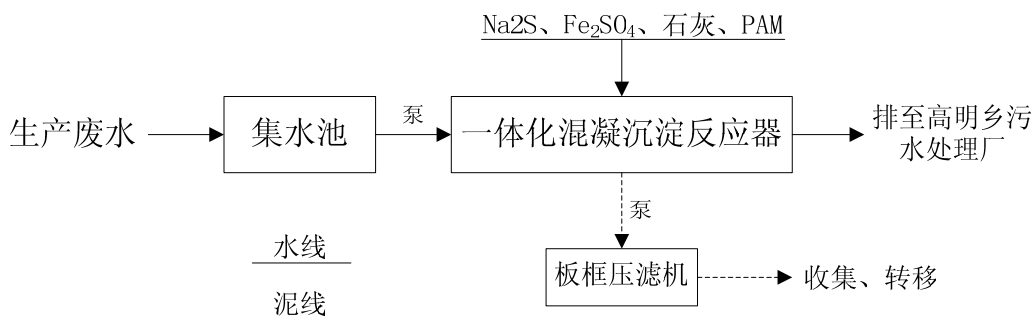 Na2S、Fe₂SO₄、石灰、PAM
生产废水
集水池
泵
一体化混凝沉淀反应器
排至高明乡污
水处理厂
泵
水线
板框压滤机
收集、转移
泥线